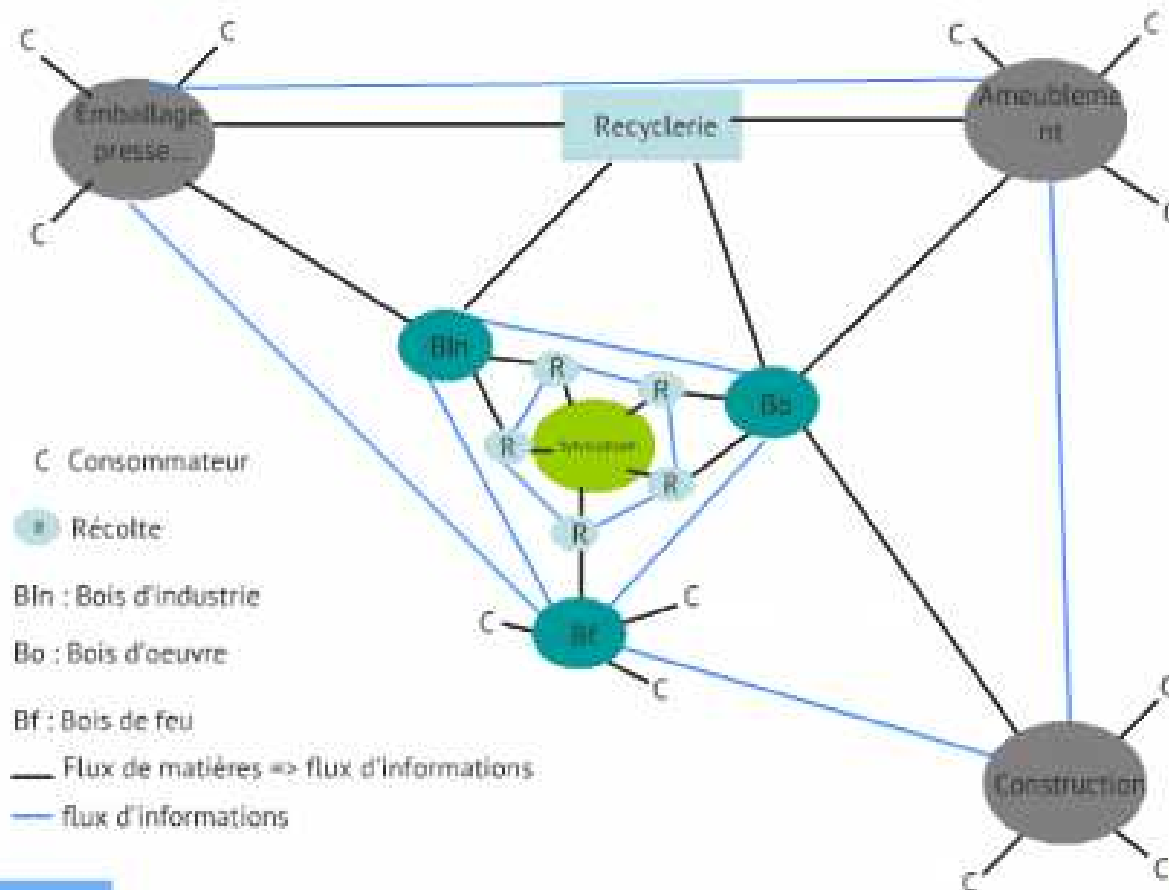 C
C
C
C
Emballage
presse...
Ameubleme
nt
Recyclerie
C
C
BIn
R
R
Bo
R
R
R
C Consommateur
R Récolte
BIn : Bois d'industrie
Bo : Bois d'oeuvre
Bf : Bois de feu
Flux de matières => flux d'informations
flux d'informations
C
C
Bf
C
C
Construction
C
C